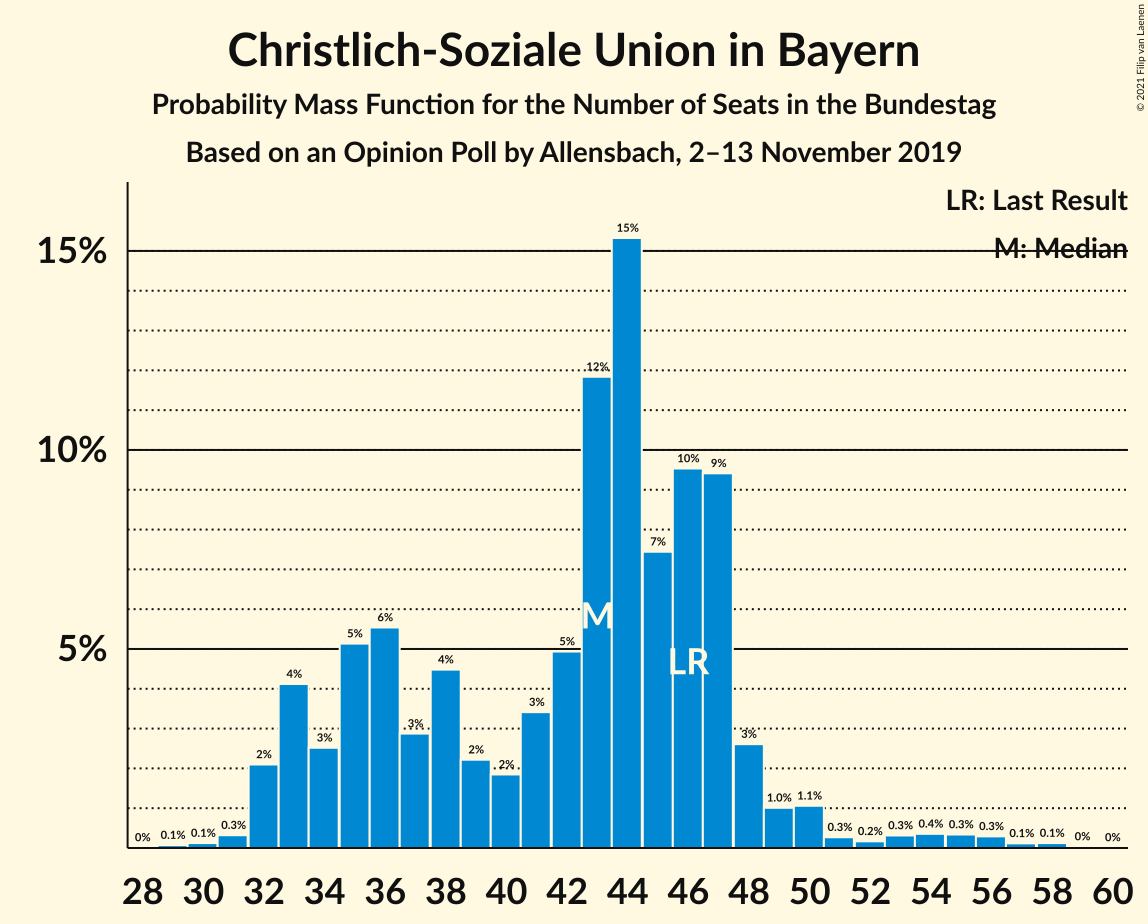 Christlich-Soziale Union in Bayern
Probability Mass Function for the Number of Seats in the Bundestag
Based on an Opinion Poll by Allensbach, 2–13 November 2019
© 2021 Filip van Laenen
LR: Last Result
M: Median
15%
10%
5%
0% 0.1% 0.1% 0.3% 2% 4% 3% 5% 6% 3% 4% 2% 2% 3% 5% 12% 15% 7% 10% 9% 3% 1.0% 1.1% 0.3% 0.2% 0.3% 0.4% 0.3% 0.3% 0.1% 0.1% 0% 0%
M
LR
28 30 32 34 36 38 40 42 44 46 48 50 52 54 56 58 60